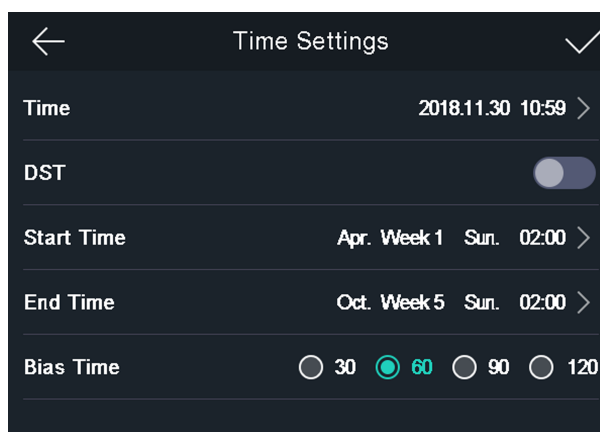 Time Settings
Time 2018.11.30 10:59
DST
Start Time Apr. Week 1 Sun. 02:00
End Time Oct. Week 5 Sun. 02:00
Bias Time 30 60 90 120